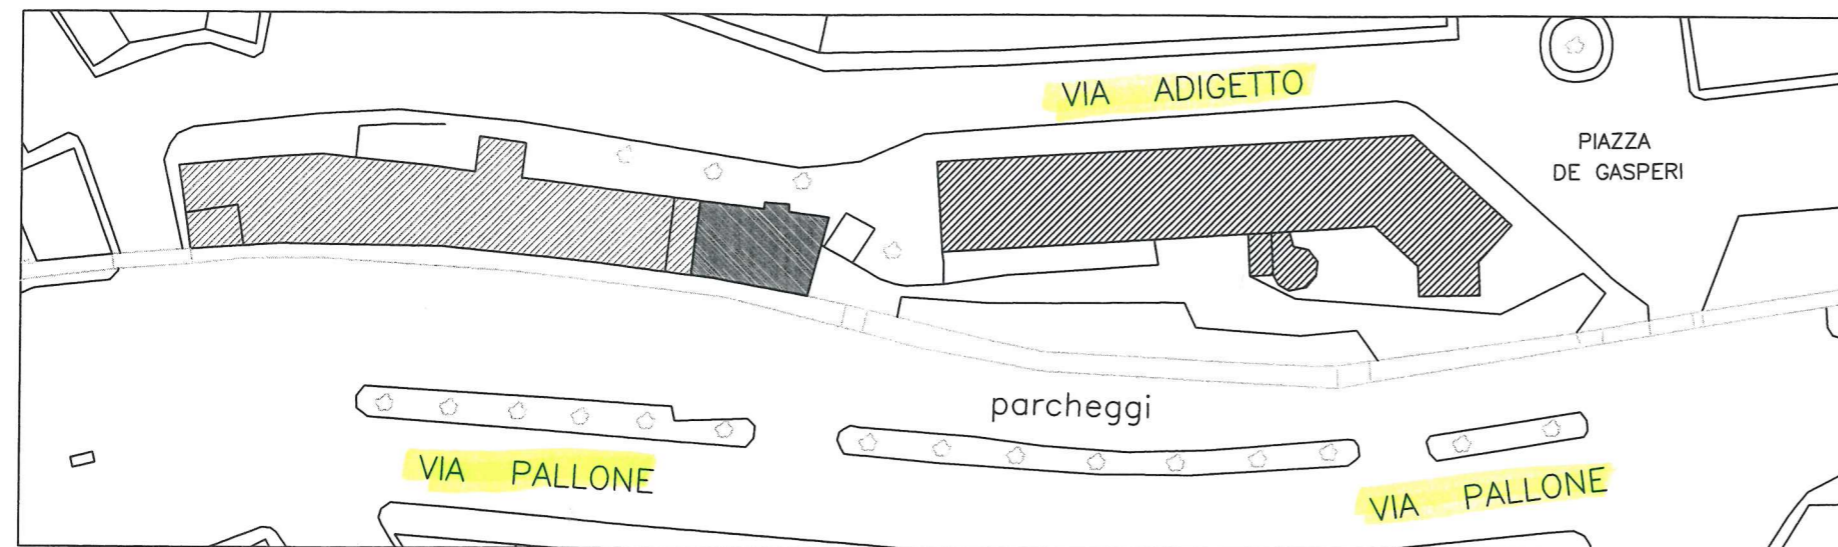 VIA ADIGETTO
PIAZZA
DE GASPERI
parcheggi
VIA PALLONE
VIA PALLONE